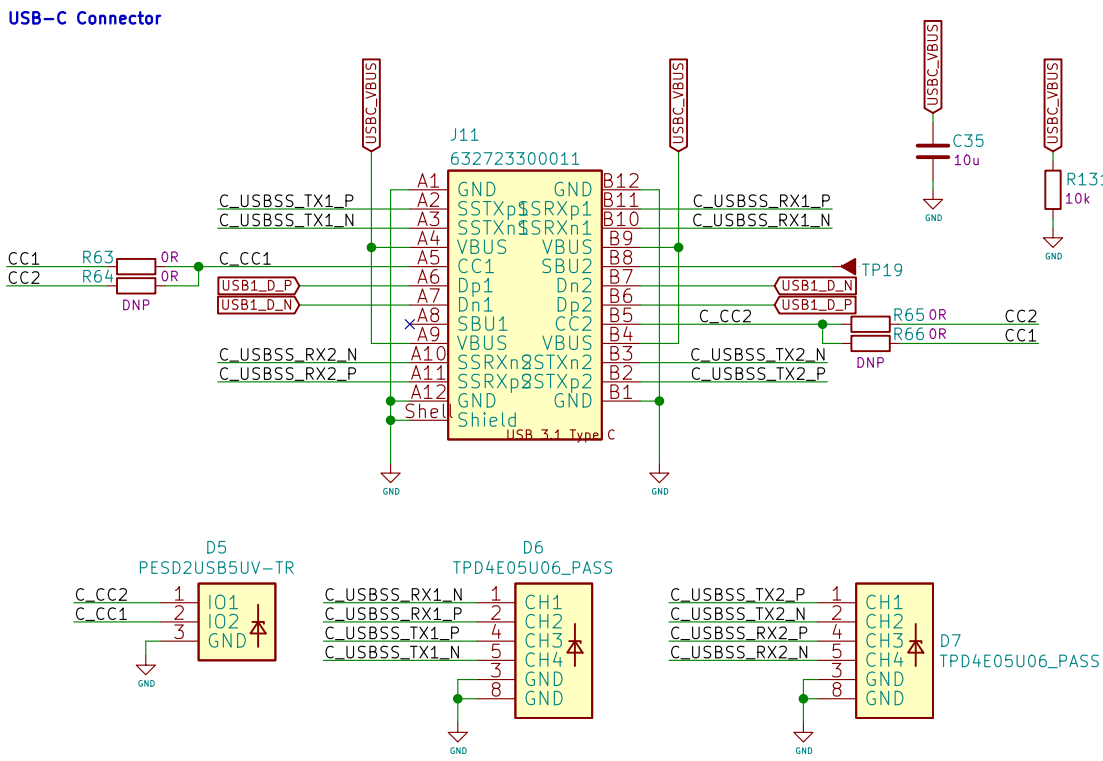 USB-C Connector
USBC_VBUS
USBC_VBUS
USBC_VBUS
USBC_VBUS
J11
632723300011
C35
10u
GND
R131
10k
GND
A1 GND GND B12
C_USBSS_TX1_P A2 SSTXp1 SSRXp1 B11 C_USBSS_RX1_P
C_USBSS_TX1_N A3 SSTXn1 SSRXn1 B10 C_USBSS_RX1_N
A4 VBUS VBUS B9
CC1 R63 0R C_CC1 A5 CC1 SBU2 B8 TP19
CC2 R64 0R USB1_D_P A6 Dp1 Dn2 B7 USB1_D_N
DNP USB1_D_N A7 Dn1 Dp2 B6 USB1_D_P
A8 SBU1 CC2 B5 C_CC2 R65 0R CC2
A9 VBUS VBUS B4 R66 0R CC1
C_USBSS_RX2_N A10 SSRXn2 SSTXn2 B3 C_USBSS_TX2_N DNP
C_USBSS_RX2_P A11 SSRXp2 SSTXp2 B2 C_USBSS_TX2_P
A12 GND GND B1
Shell Shield
USB 3.1 Type C
GND
GND
D5
PESD2USB5UV-TR
C_CC2 1 IO1
C_CC1 2 IO2
3 GND
GND
D6
TPD4E05U06_PASS
C_USBSS_RX1_N 1 CH1
C_USBSS_RX1_P 2 CH2
C_USBSS_TX1_P 4 CH3
C_USBSS_TX1_N 5 CH4
3 GND
8 GND
GND
C_USBSS_TX2_P 1 CH1
C_USBSS_TX2_N 2 CH2
C_USBSS_RX2_P 4 CH3
C_USBSS_RX2_N 5 CH4
3 GND
8 GND
D7
TPD4E05U06_PASS
GND